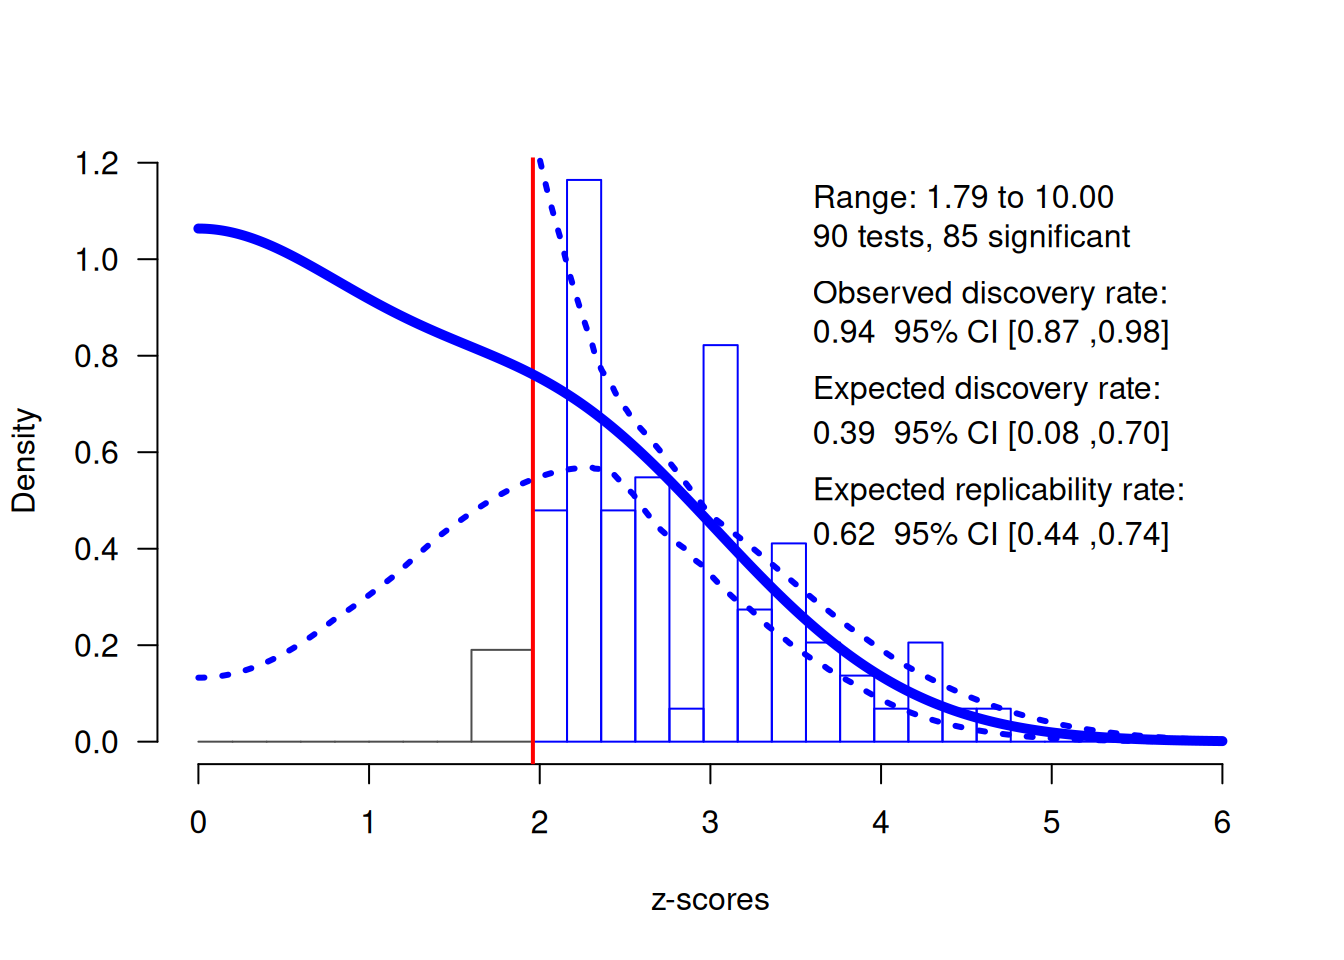 Range: 1.79 to 10.00
90 tests, 85 significant
Observed discovery rate:
0.94  95% CI [0.87 ,0.98]
Expected discovery rate:
0.39  95% CI [0.08 ,0.70]
Expected replicability rate:
0.62  95% CI [0.44 ,0.74]
Density
1.2
1.0
0.8
0.6
0.4
0.2
0.0
0 1 2 3 4 5 6
z-scores